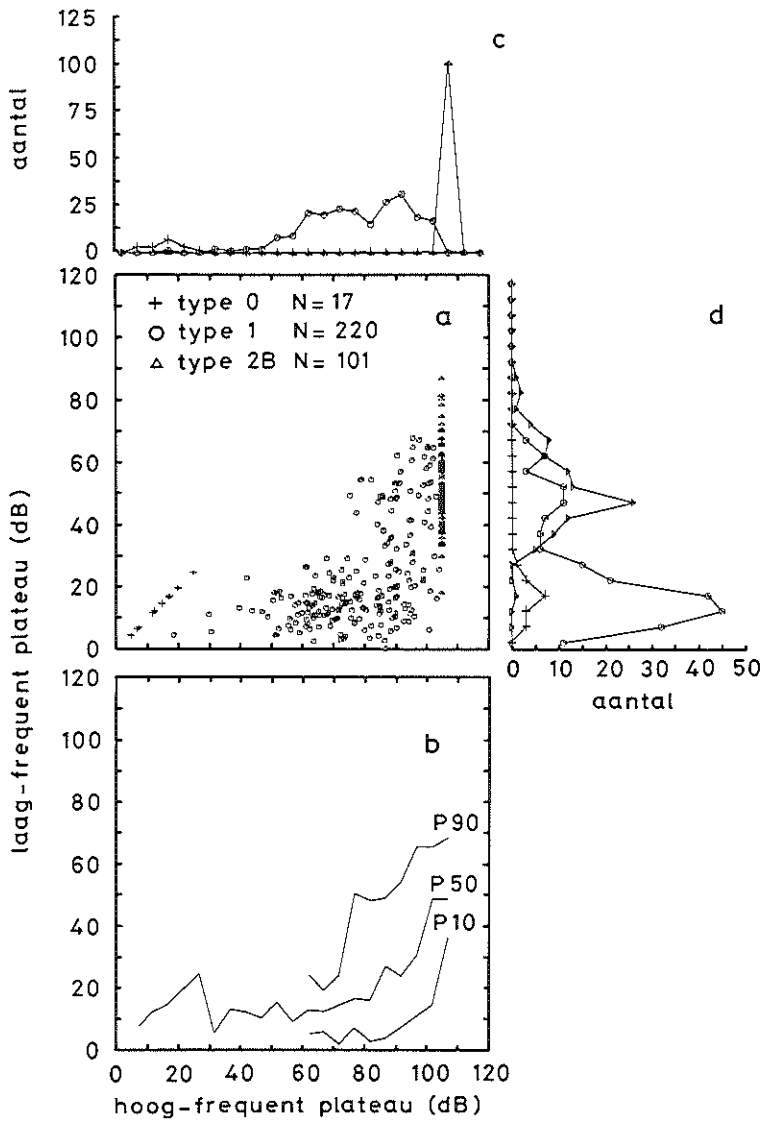 125
c
100
75
50
25
0
aantal
120
100
80
60
40
20
0
+ type 0 N=17
o type 1 N=220
△ type 2B N=101
a
d
0 10 20 30 40 50
aantal
laag-frequent plateau (dB)
120
100
80
60
40
20
0
b
P90
P50
P10
0 20 40 60 80 100 120
hoog-frequent plateau (dB)